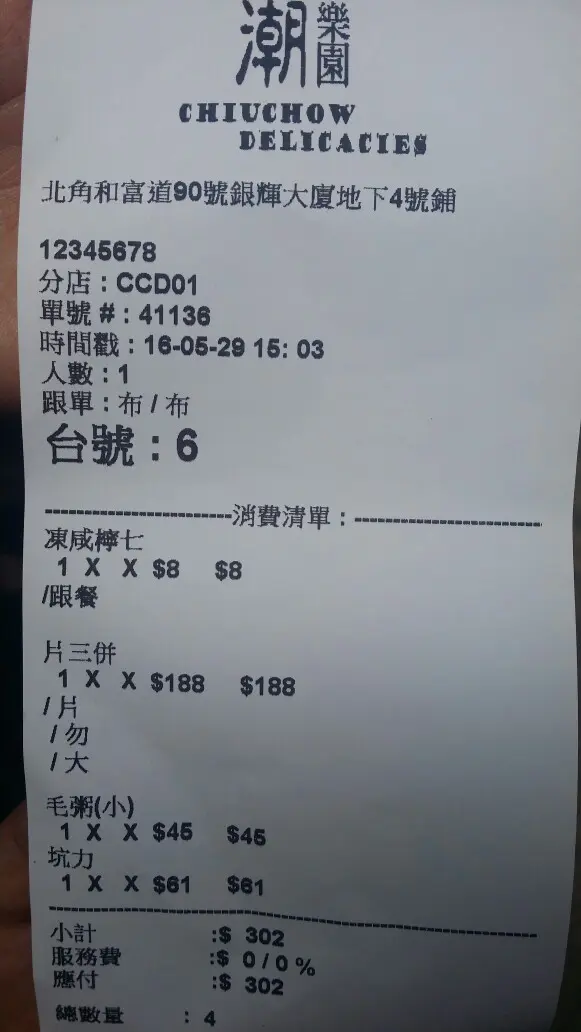 潮樂園
CHIUCHOW
DELICACIES
北角和富道90號銀輝大廈地下4號鋪
12345678
分店：CCD01
單號 #：41136
時間戳：16-05-29 15: 03
人數：1
跟單：布 / 布
台號：6
------------------------消費清單：------------------------
凍咸檸七
1 X X $8 $8
/跟餐
片三併
1 X X $188 $188
/ 片
/ 勿
/ 大
毛粥(小)
1 X X $45 $45
坑力
1 X X $61 $61
小計 :$ 302
服務費 :$ 0 / 0 %
應付 :$ 302
總數量 : 4